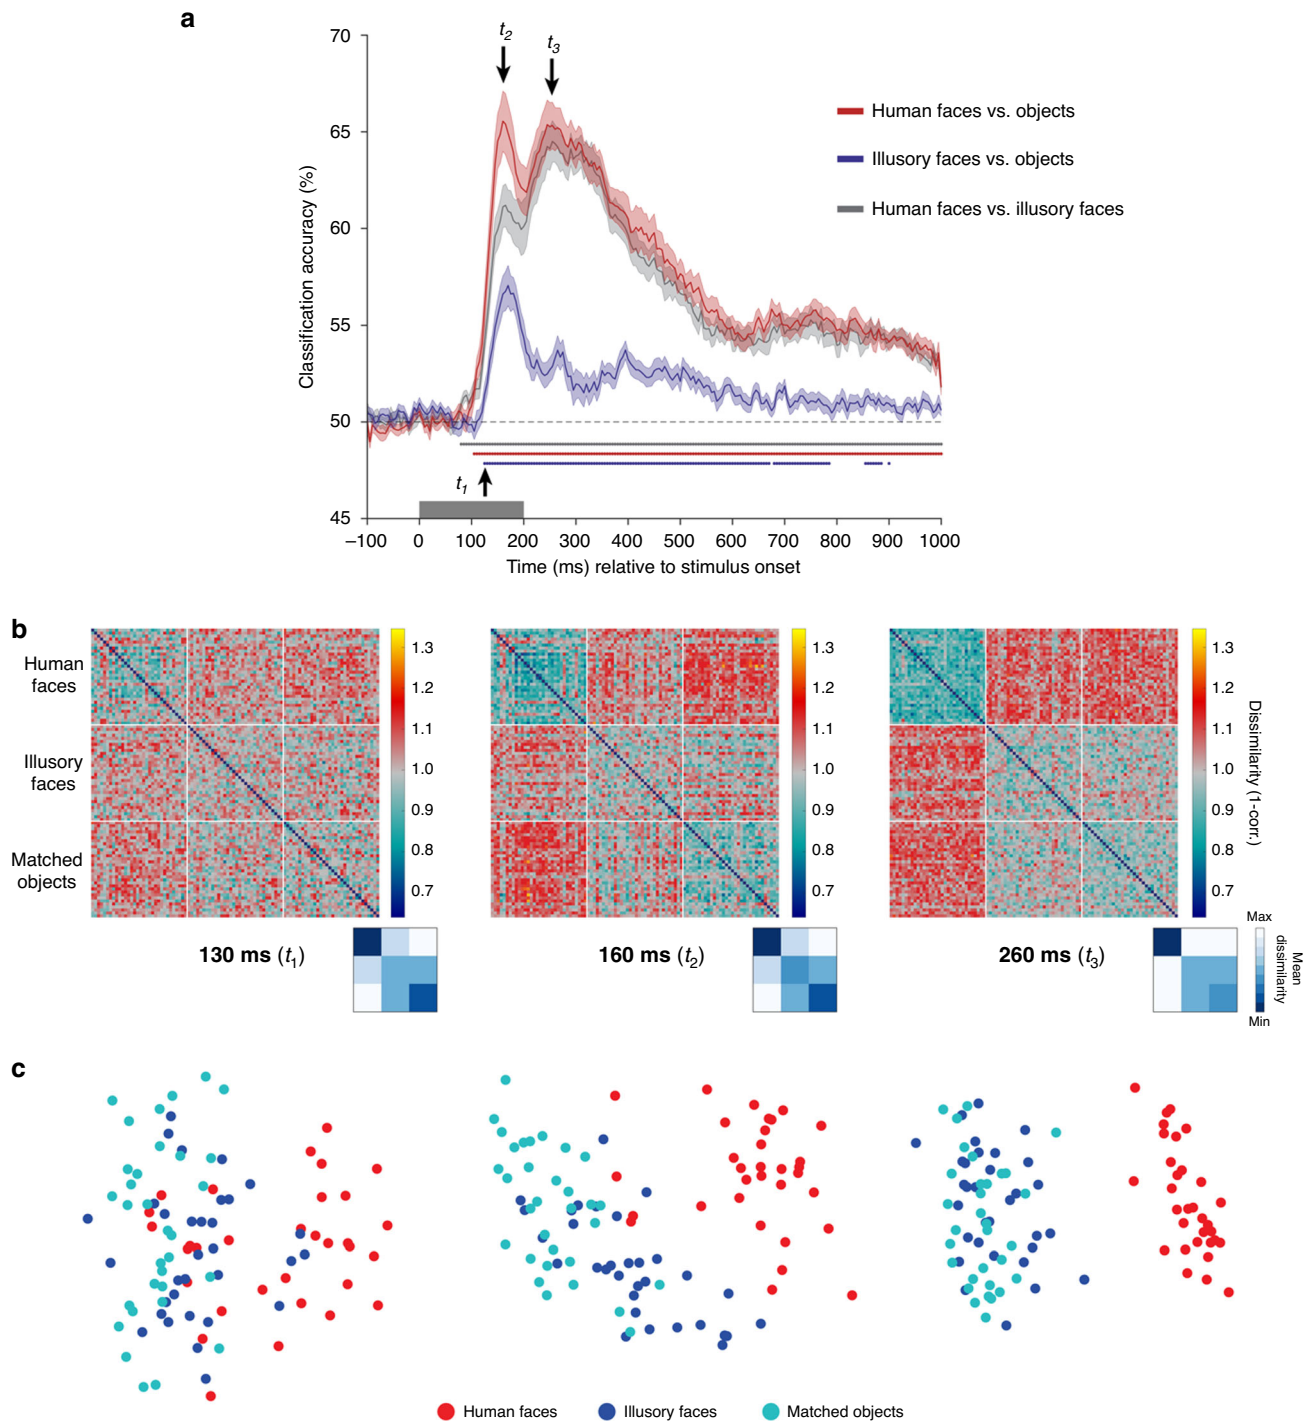 a
70
65
60
55
50
45
Classification accuracy (%)
t2
t3
t1
Human faces vs. objects
Illusory faces vs. objects
Human faces vs. illusory faces
–100 0 100 200 300 400 500 600 700 800 900 1000
Time (ms) relative to stimulus onset
b
Human
faces
Illusory
faces
Matched
objects
1.3
1.2
1.1
1.0
0.9
0.8
0.7
1.3
1.2
1.1
1.0
0.9
0.8
0.7
1.3
1.2
1.1
1.0
0.9
0.8
0.7
Dissimilarity (1-corr.)
130 ms (t1)
160 ms (t2)
260 ms (t3)
Max
Mean
dissimilarity
Min
c
Human faces
Illusory faces
Matched objects